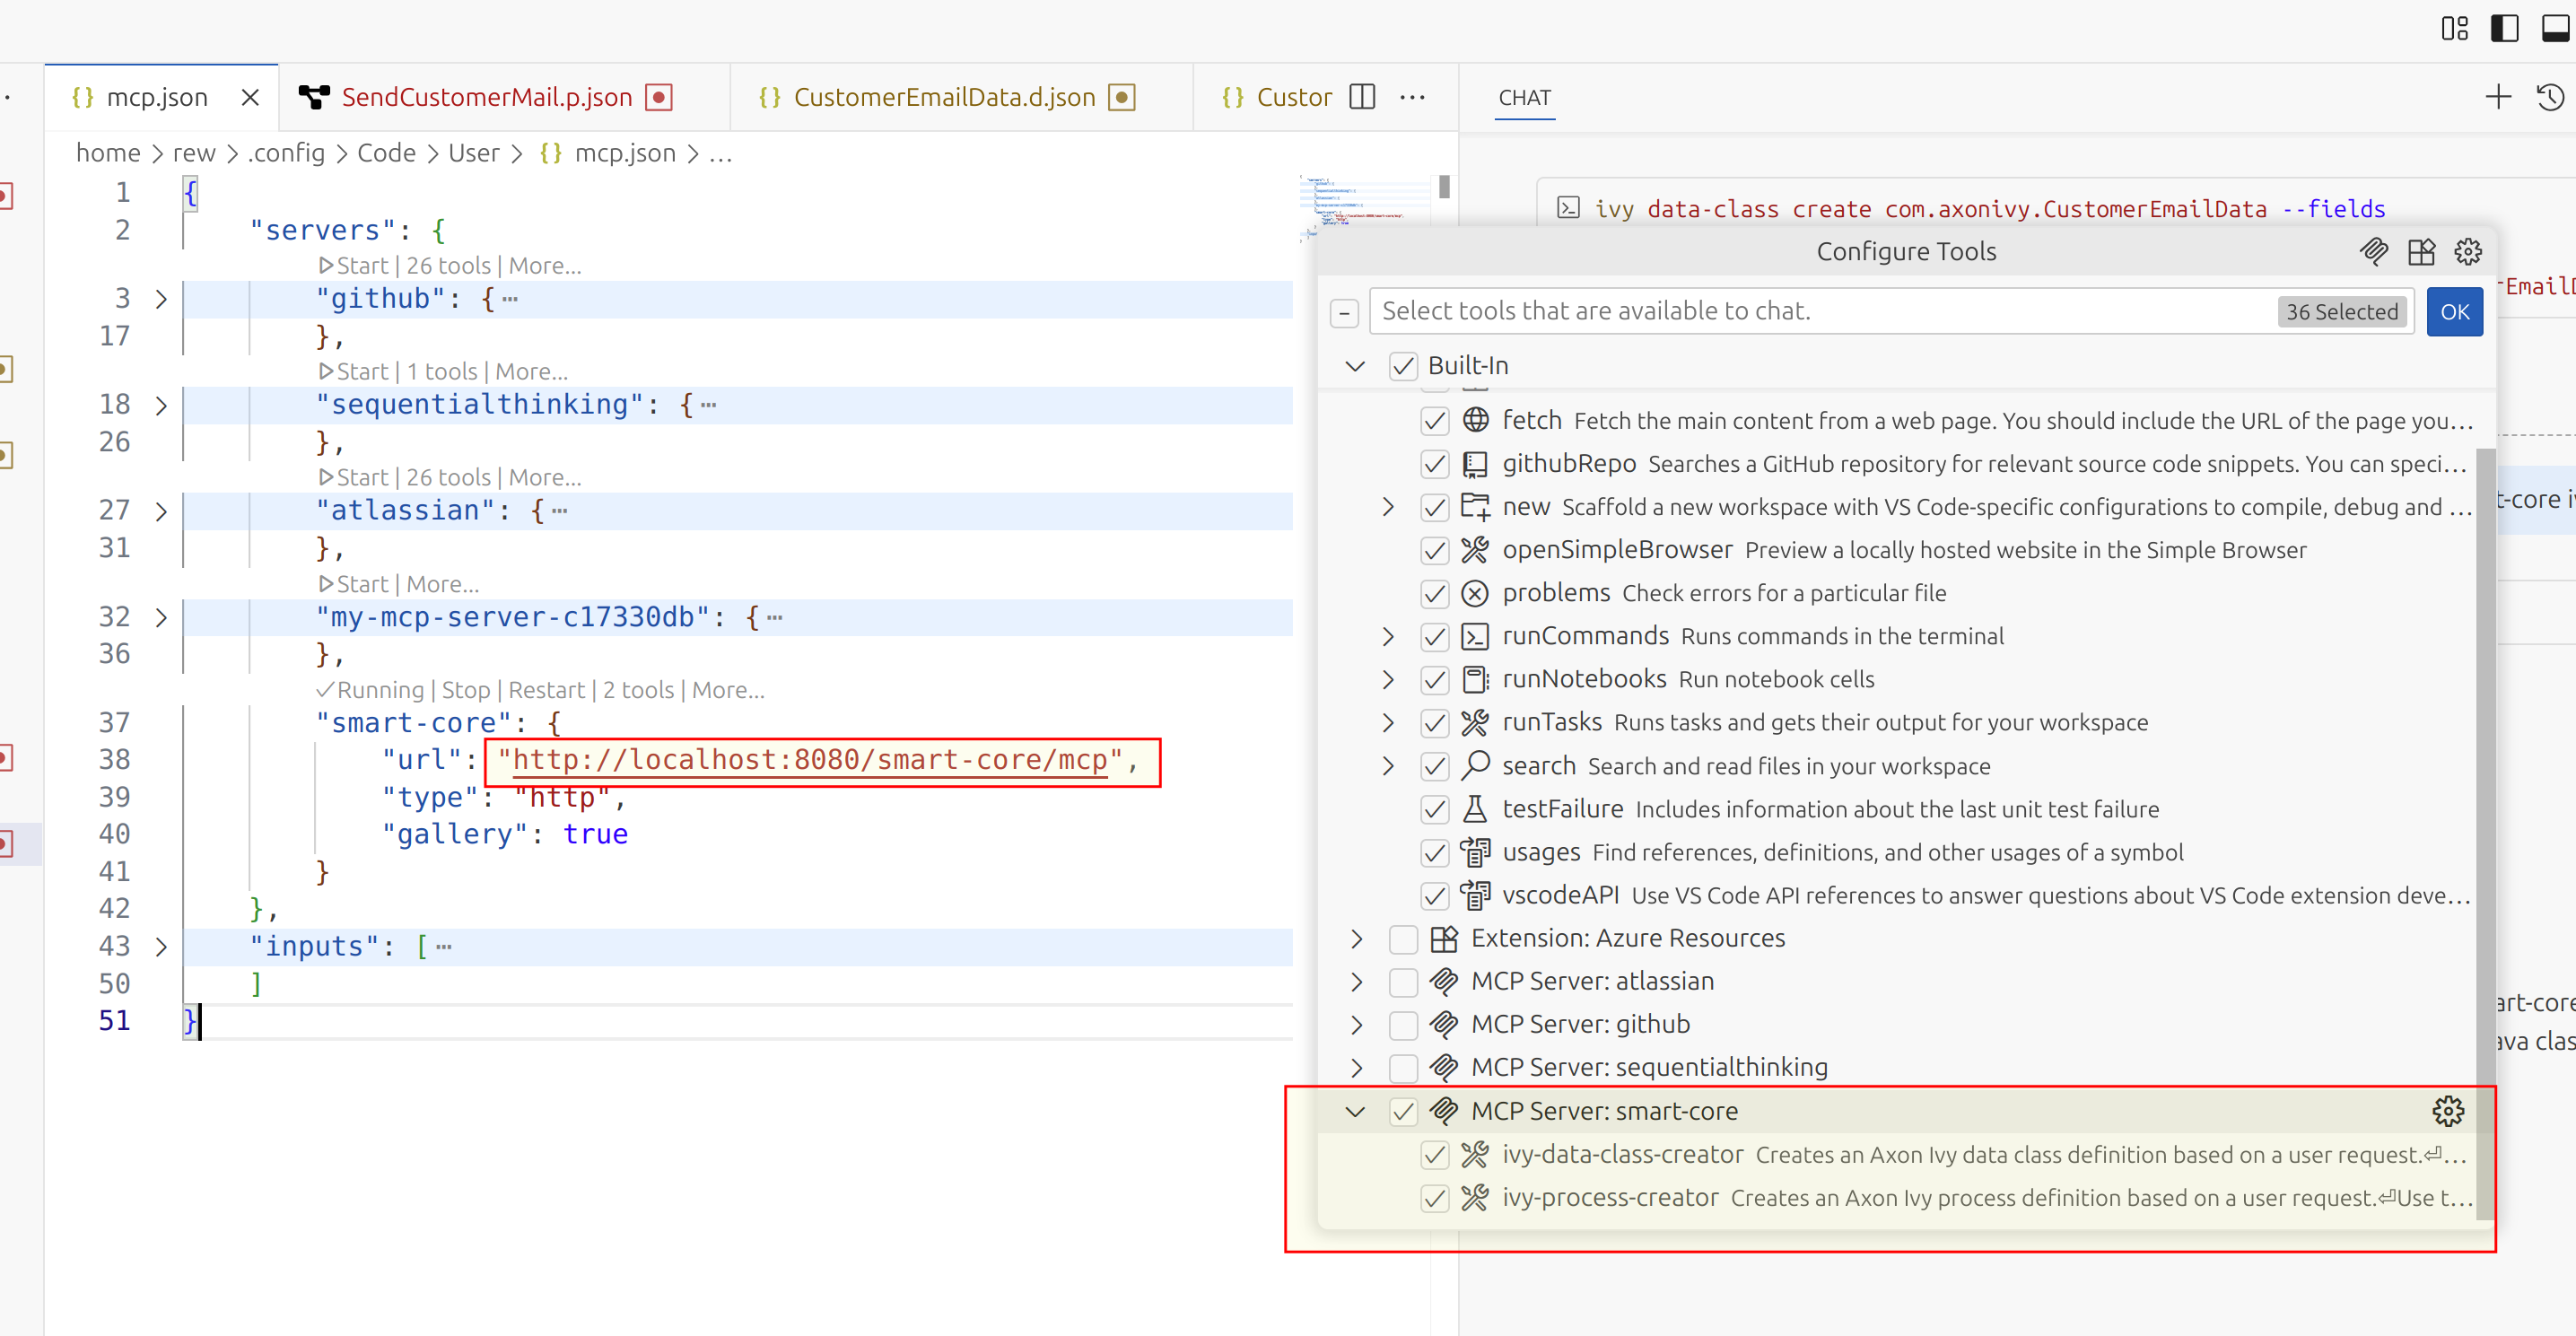 mcp.json
SendCustomerMail.p.json
CustomerEmailData.d.json
Custor
CHAT
home > rew > .config > Code > User > {} mcp.json > ...
1 {
2 "servers": {
Start | 26 tools | More...
3 "github": {⋯
17 },
Start | 1 tools | More...
18 "sequentialthinking": {⋯
26 },
Start | 26 tools | More...
27 "atlassian": {⋯
31 },
Start | More...
32 "my-mcp-server-c17330db": {⋯
36 },
✓Running | Stop | Restart | 2 tools | More...
37 "smart-core": {
38 "url": "http://localhost:8080/smart-core/mcp",
39 "type": "http",
40 "gallery": true
41 }
42 },
43 "inputs": [⋯
50 ]
51 }
ivy data-class create com.axonivy.CustomerEmailData --fields
Configure Tools
Select tools that are available to chat.
36 Selected
OK
Built-In
fetch Fetch the main content from a web page. You should include the URL of the page you...
githubRepo Searches a GitHub repository for relevant source code snippets. You can speci...
new Scaffold a new workspace with VS Code-specific configurations to compile, debug and ...
openSimpleBrowser Preview a locally hosted website in the Simple Browser
problems Check errors for a particular file
runCommands Runs commands in the terminal
runNotebooks Run notebook cells
runTasks Runs tasks and gets their output for your workspace
search Search and read files in your workspace
testFailure Includes information about the last unit test failure
usages Find references, definitions, and other usages of a symbol
vscodeAPI Use VS Code API references to answer questions about VS Code extension deve...
Extension: Azure Resources
MCP Server: atlassian
MCP Server: github
MCP Server: sequentialthinking
MCP Server: smart-core
ivy-data-class-creator Creates an Axon Ivy data class definition based on a user request.⏎...
ivy-process-creator Creates an Axon Ivy process definition based on a user request.⏎Use t...